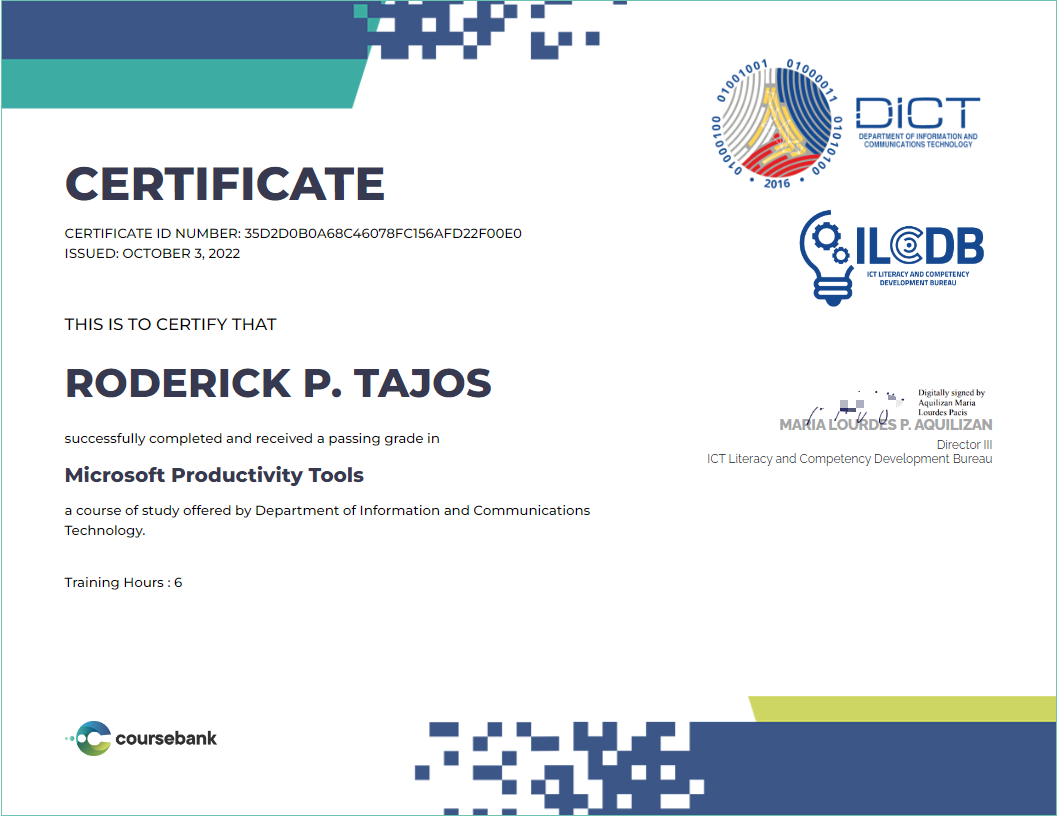 CERTIFICATE
CERTIFICATE ID NUMBER: 35D2D0B0A68C46078FC156AFD22F00E0
ISSUED: OCTOBER 3, 2022
THIS IS TO CERTIFY THAT
RODERICK P. TAJOS
successfully completed and received a passing grade in
Microsoft Productivity Tools
a course of study offered by Department of Information and Communications
Technology.
Training Hours : 6
coursebank
01000100 01001001 01000011 01010100
• 2016 •
DICT
DEPARTMENT OF INFORMATION AND
COMMUNICATIONS TECHNOLOGY
ILCDB
ICT LITERACY AND COMPETENCY
DEVELOPMENT BUREAU
Digitally signed by
Aquilizan Maria
Lourdes Pacis
MARIA LOURDES P. AQUILIZAN
Director III
ICT Literacy and Competency Development Bureau